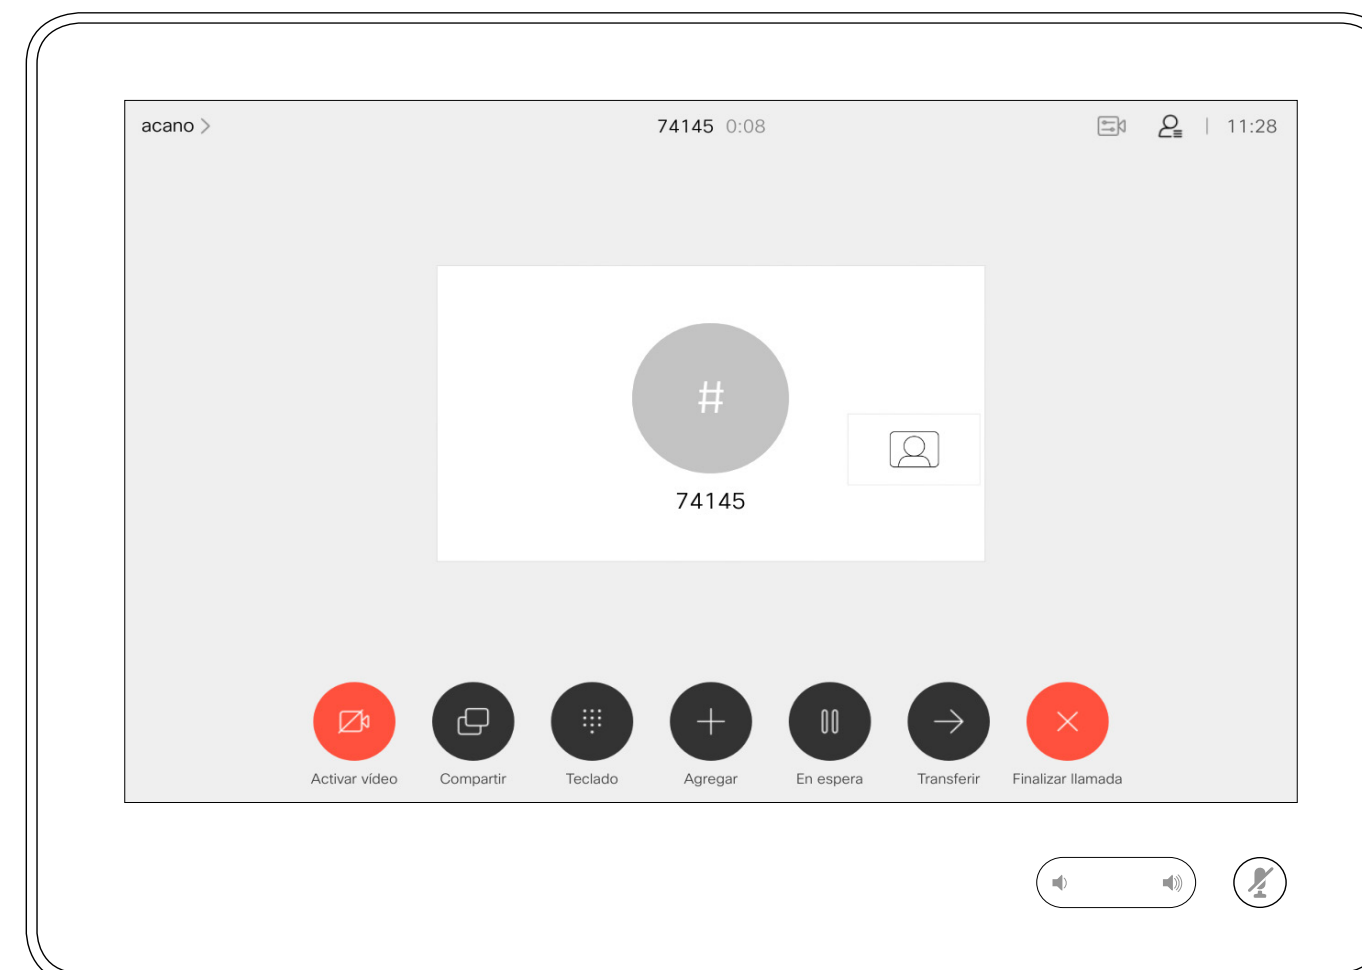 acano
74145 0:08
11:28
#
74145
Activar vídeo
Compartir
Teclado
Agregar
En espera
Transferir
Finalizar llamada